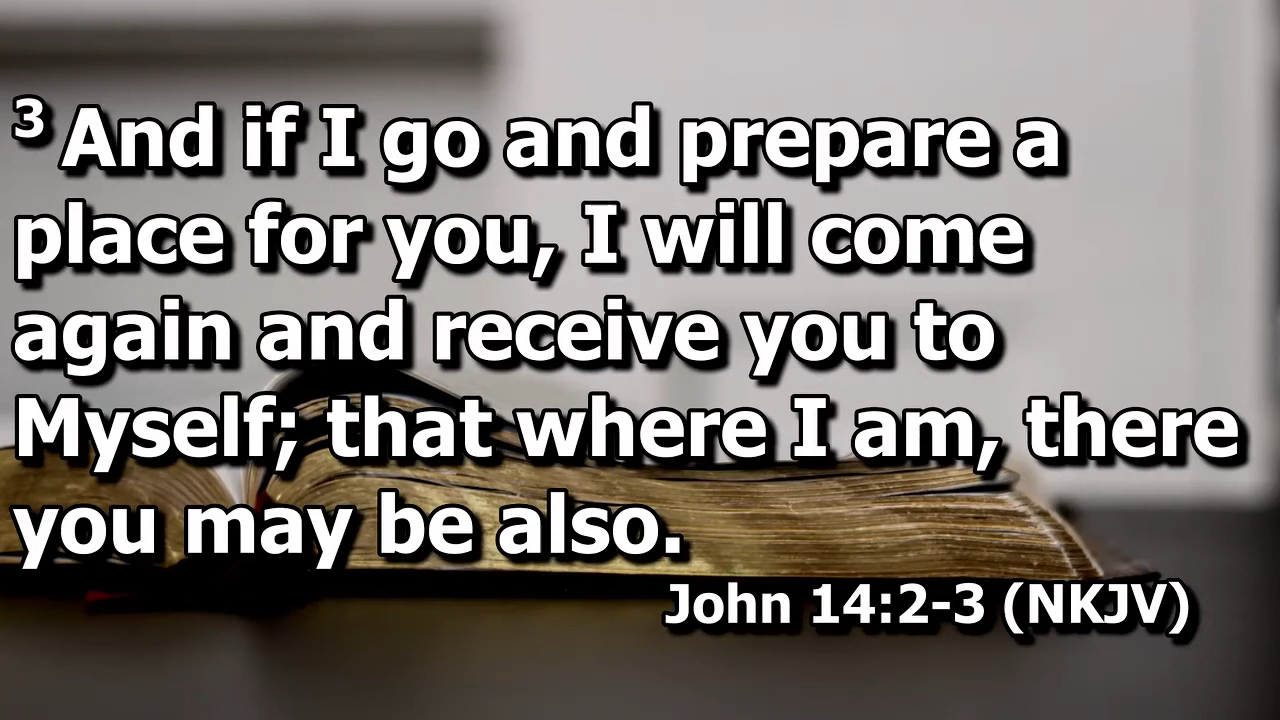 3 And if I go and prepare a
place for you, I will come
again and receive you to
Myself; that where I am, there
you may be also.
John 14:2-3 (NKJV)